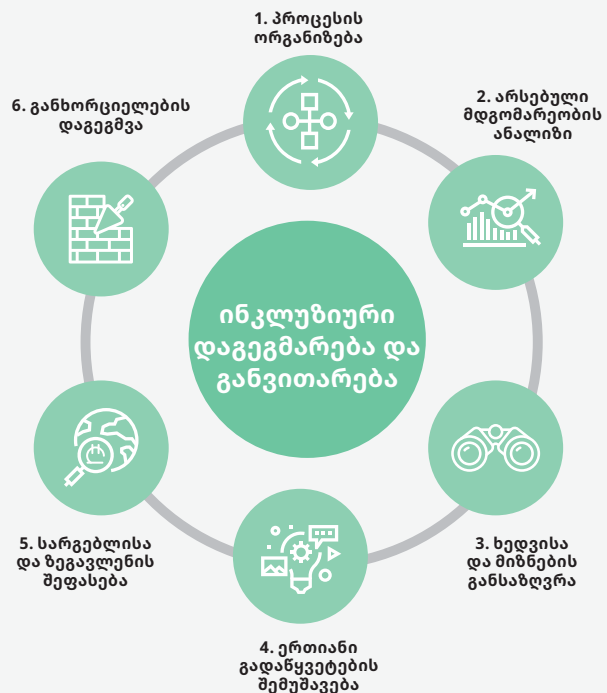 1. პროცესის
ორგანიზება
2. არსებული
მდგომარეობის
ანალიზი
3. ხედვისა
და მიზნების
განსაზღვრა
4. ერთიანი
გადაწყვეტების
შემუშავება
5. სარგებლისა
და ზეგავლენის
შეფასება
6. განხორციელების
დაგეგმვა
ინკლუზიური
დაგეგმარება და
განვითარება